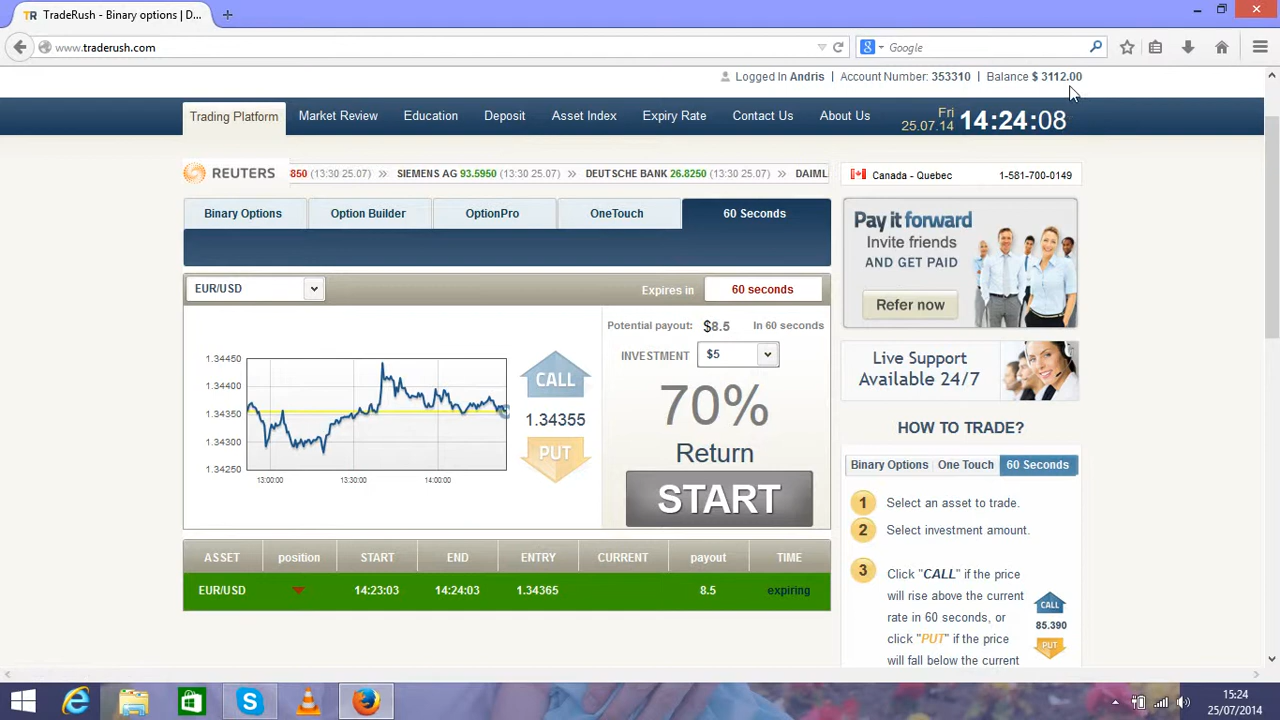 TR TradeRush - Binary options | D...
www.traderush.com
Google
Logged In Andris | Account Number: 353310 | Balance $ 3112.00
Trading Platform
Market Review
Education
Deposit
Asset Index
Expiry Rate
Contact Us
About Us
Fri
25.07.14
14:24:08
REUTERS
850 (13:30 25.07) SIEMENS AG 93.5950 (13:30 25.07) DEUTSCHE BANK 26.8250 (13:30 25.07) DAIML
Canada - Quebec 1-581-700-0149
Binary Options
Option Builder
OptionPro
OneTouch
60 Seconds
EUR/USD
Expires in 60 seconds
Potential payout: $8.5 In 60 seconds
INVESTMENT $5
70%
Return
START
1.34450
1.34400
1.34350
1.34300
1.34250
13:00:00 13:30:00 14:00:00
CALL
1.34355
PUT
ASSET position START END ENTRY CURRENT payout TIME
EUR/USD 14:23:03 14:24:03 1.34365 8.5 expiring
Pay it forward
Invite friends
AND GET PAID
Refer now
Live Support
Available 24/7
HOW TO TRADE?
Binary Options One Touch 60 Seconds
1 Select an asset to trade.
2 Select investment amount.
3 Click "CALL" if the price
will rise above the current
rate in 60 seconds, or
click "PUT" if the price
will fall below the current
CALL
85.390
PUT
15:24
25/07/2014